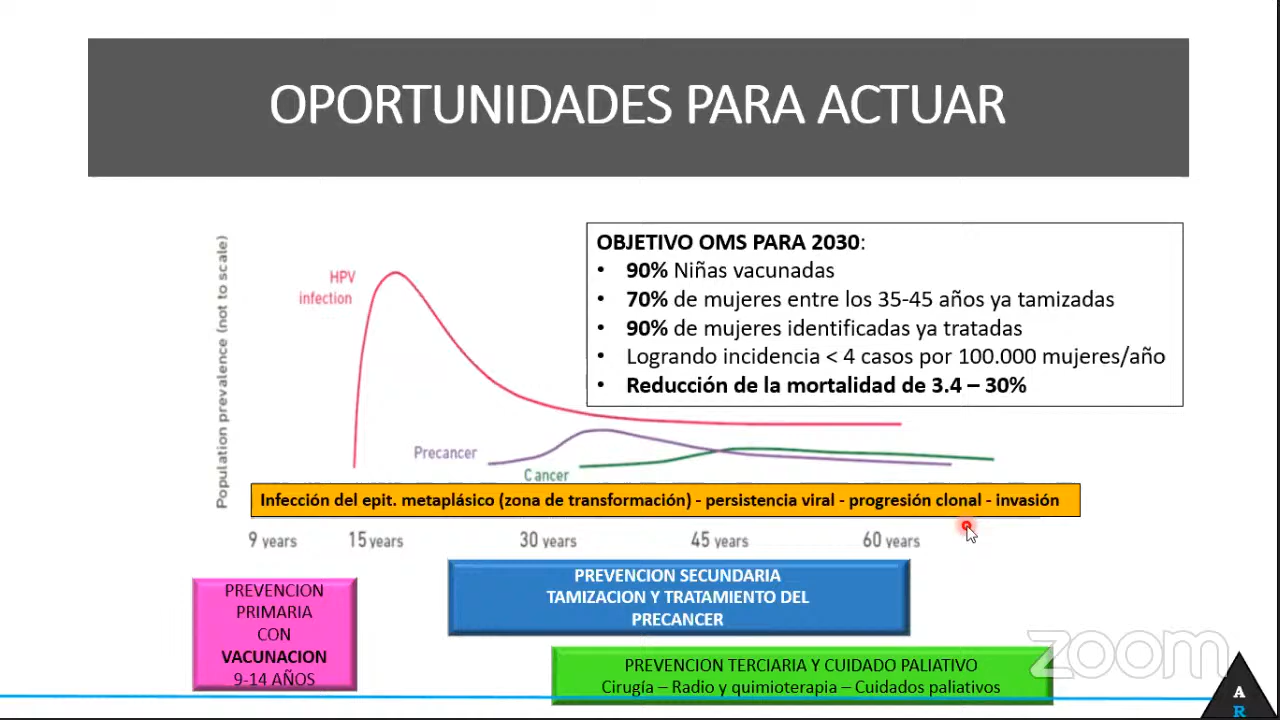 OPORTUNIDADES PARA ACTUAR
Population prevalence (not to scale)
HPV
infection
OBJETIVO OMS PARA 2030:
• 90% Niñas vacunadas
• 70% de mujeres entre los 35-45 años ya tamizadas
• 90% de mujeres identificadas ya tratadas
• Logrando incidencia < 4 casos por 100.000 mujeres/año
• Reducción de la mortalidad de 3.4 – 30%
Precancer
Cancer
Infección del epit. metaplásico (zona de transformación) - persistencia viral - progresión clonal - invasión
9 years 15 years 30 years 45 years 60 years
PREVENCION
PRIMARIA
CON
VACUNACION
9-14 AÑOS
PREVENCION SECUNDARIA
TAMIZACION Y TRATAMIENTO DEL
PRECANCER
PREVENCION TERCIARIA Y CUIDADO PALIATIVO
Cirugía – Radio y quimioterapia – Cuidados paliativos
zoom
A
R